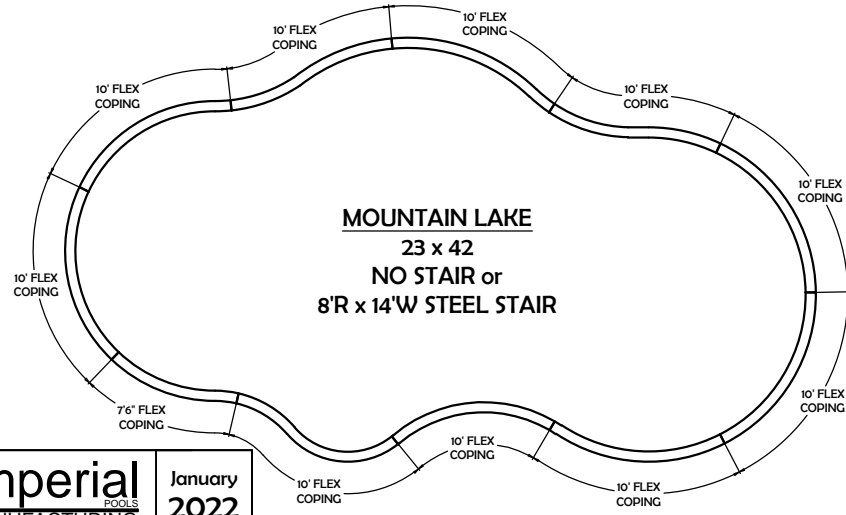 10' FLEX
COPING
10' FLEX
COPING
10' FLEX
COPING
10' FLEX
COPING
10' FLEX
COPING
MOUNTAIN LAKE
23 x 42
NO STAIR or
8'R x 14'W STEEL STAIR
10' FLEX
COPING
10' FLEX
COPING
7'6" FLEX
COPING
10' FLEX
COPING
10' FLEX
COPING
10' FLEX
COPING
mperial
POOLS
January
2022